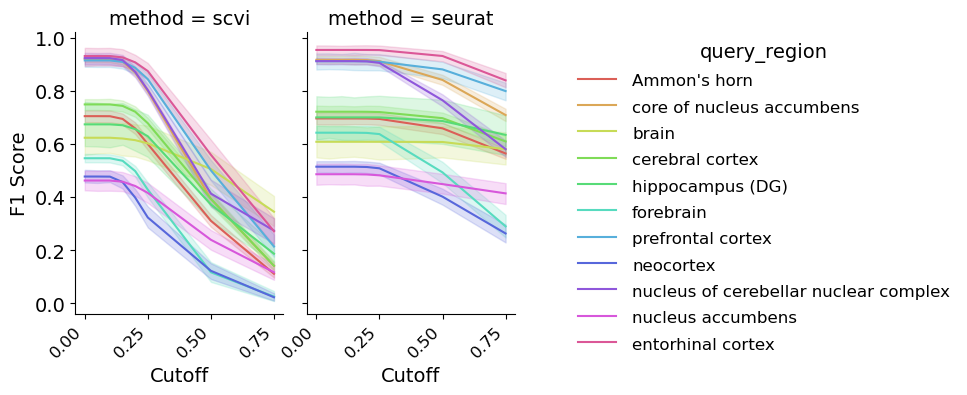 method = scvi
method = seurat
1.0
0.8
0.6
0.4
0.2
0.0
F1 Score
0.00
0.25
0.50
0.75
0.00
0.25
0.50
0.75
Cutoff
Cutoff
query_region
Ammon's horn
core of nucleus accumbens
brain
cerebral cortex
hippocampus (DG)
forebrain
prefrontal cortex
neocortex
nucleus of cerebellar nuclear complex
nucleus accumbens
entorhinal cortex